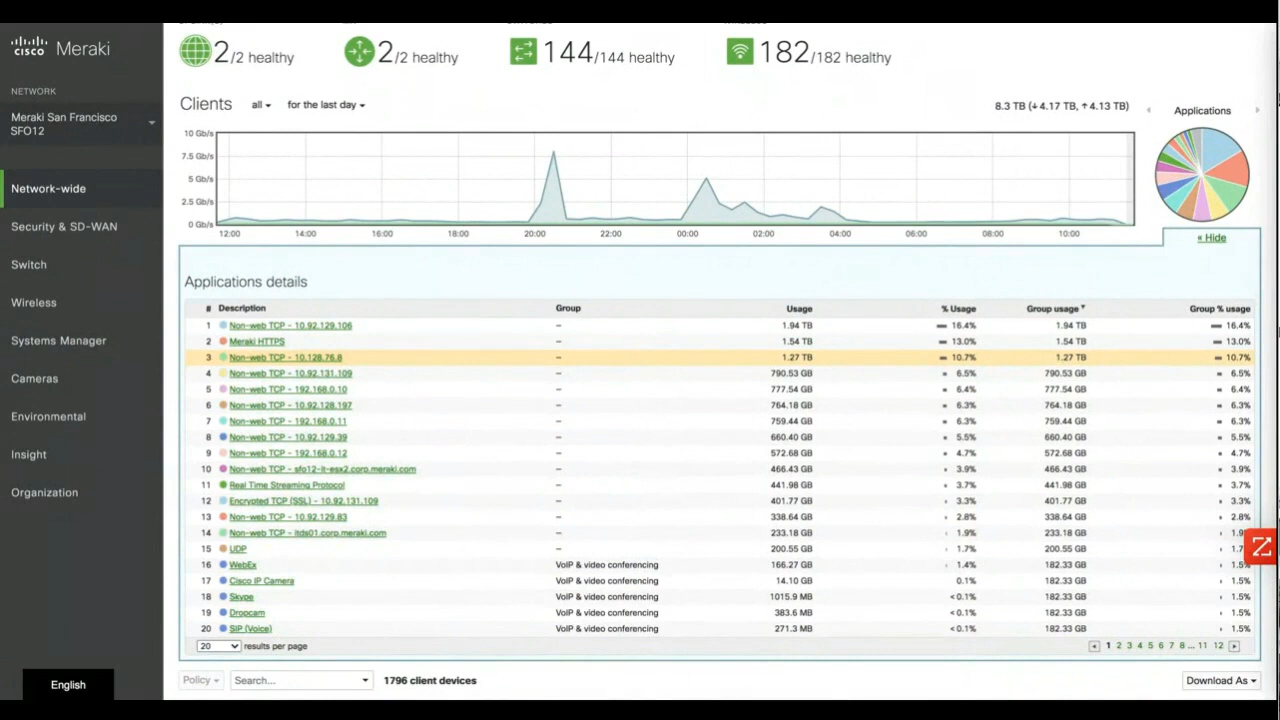 CISCO Meraki
2/2 healthy
2/2 healthy
144/144 healthy
182/182 healthy
NETWORK
Meraki San Francisco
SFO12
Network-wide
Security & SD-WAN
Switch
Wireless
Systems Manager
Cameras
Environmental
Insight
Organization
English
Clients all for the last day 8.3 TB (↓ 4.17 TB, ↑ 4.13 TB) Applications
10 Gb/s
7.5 Gb/s
5 Gb/s
2.5 Gb/s
0 Gb/s
12:00 14:00 16:00 18:00 20:00 22:00 00:00 02:00 04:00 06:00 08:00 10:00
« Hide
Applications details
# Description Group Usage % Usage Group usage ▼ Group % usage
1 Non-web TCP - 10.92.129.106 – 1.94 TB 16.4% 1.94 TB 16.4%
2 Meraki HTTPS – 1.54 TB 13.0% 1.54 TB 13.0%
3 Non-web TCP - 10.128.76.8 – 1.27 TB 10.7% 1.27 TB 10.7%
4 Non-web TCP - 10.92.131.109 – 790.53 GB 6.5% 790.53 GB 6.5%
5 Non-web TCP - 192.168.0.10 – 777.54 GB 6.4% 777.54 GB 6.4%
6 Non-web TCP - 10.92.128.197 – 764.18 GB 6.3% 764.18 GB 6.3%
7 Non-web TCP - 192.168.0.11 – 759.44 GB 6.3% 759.44 GB 6.3%
8 Non-web TCP - 10.92.129.39 – 660.40 GB 5.5% 660.40 GB 5.5%
9 Non-web TCP - 192.168.0.12 – 572.68 GB 4.7% 572.68 GB 4.7%
10 Non-web TCP - sfo12-it-esx2.corp.meraki.com – 466.43 GB 3.9% 466.43 GB 3.9%
11 Real Time Streaming Protocol – 441.98 GB 3.7% 441.98 GB 3.7%
12 Encrypted TCP (SSL) - 10.92.131.109 – 401.77 GB 3.3% 401.77 GB 3.3%
13 Non-web TCP - 10.92.129.83 – 338.64 GB 2.8% 338.64 GB 2.8%
14 Non-web TCP - itds01.corp.meraki.com – 233.18 GB 1.9% 233.18 GB 1.9
15 UDP – 200.55 GB 1.7% 200.55 GB 1.7
16 WebEx VoIP & video conferencing 166.27 GB 1.4% 182.33 GB 1.5%
17 Cisco IP Camera VoIP & video conferencing 14.10 GB 0.1% 182.33 GB 1.5%
18 Skype VoIP & video conferencing 1015.9 MB <0.1% 182.33 GB 1.5%
19 Dropcam VoIP & video conferencing 383.6 MB <0.1% 182.33 GB 1.5%
20 SIP (Voice) VoIP & video conferencing 271.3 MB <0.1% 182.33 GB 1.5%
20 results per page 1 2 3 4 5 6 7 8 ... 11 12
Policy Search... 1796 client devices Download As